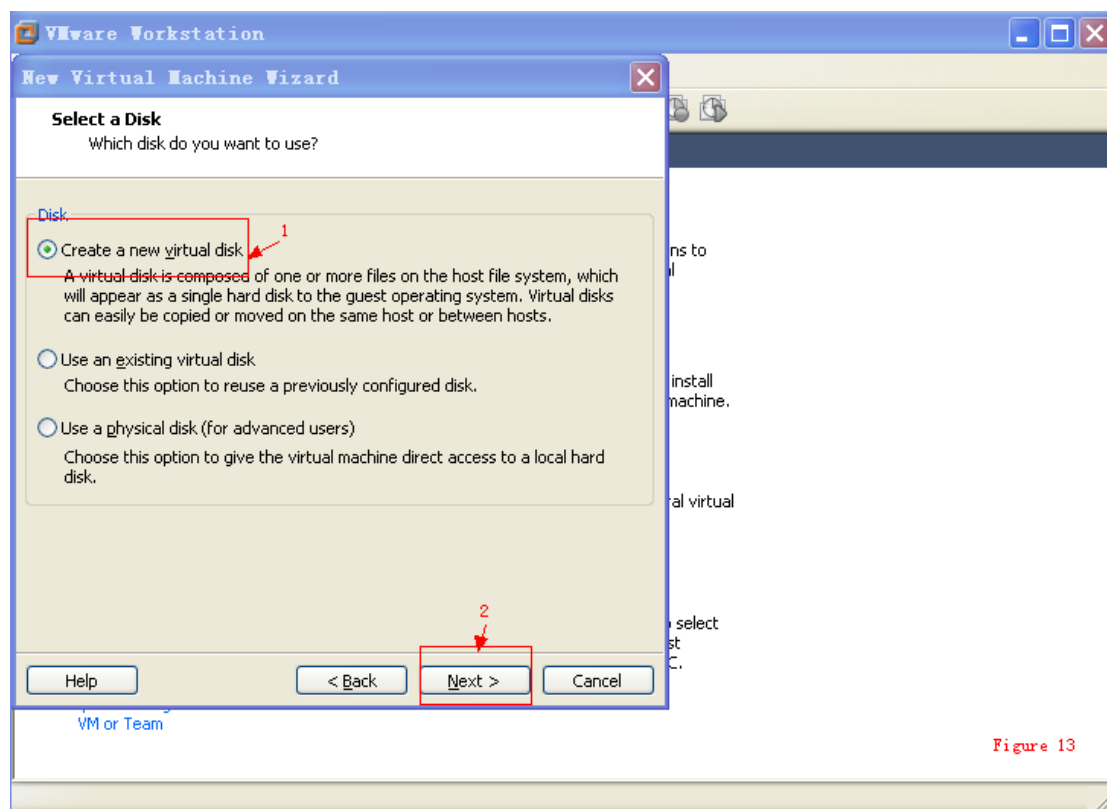 VMware Workstation
New Virtual Machine Wizard
Select a Disk
Which disk do you want to use?
Disk
1
Create a new virtual disk
A virtual disk is composed of one or more files on the host file system, which
will appear as a single hard disk to the guest operating system. Virtual disks
can easily be copied or moved on the same host or between hosts.
Use an existing virtual disk
Choose this option to reuse a previously configured disk.
Use a physical disk (for advanced users)
Choose this option to give the virtual machine direct access to a local hard
disk.
2
Help
< Back
Next >
Cancel
ns to
install
machine.
al virtual
select
st
C.
VM or Team
Figure 13